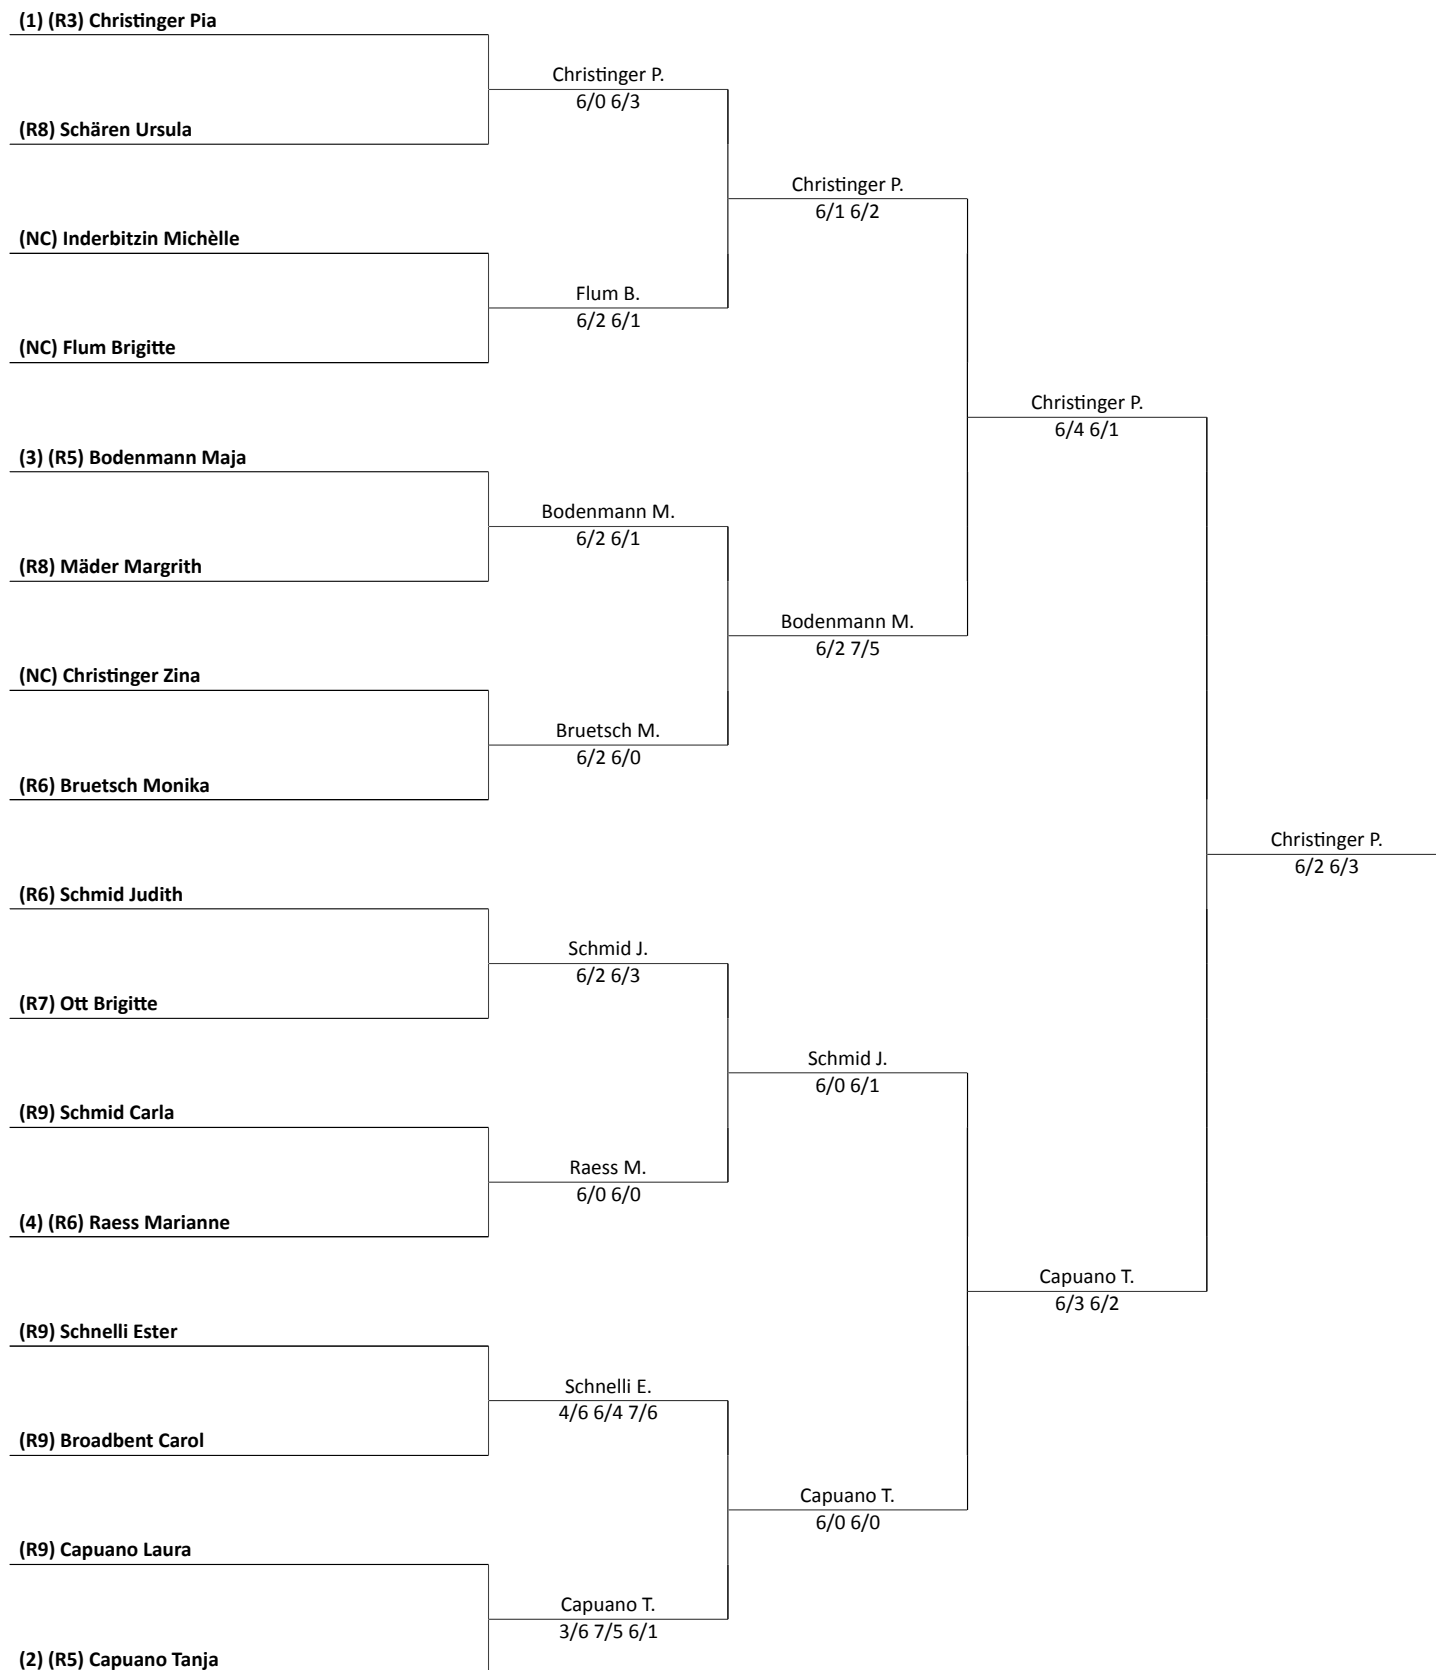 (1) (R3) Christinger Pia
Christinger P.
6/0 6/3
(R8) Schären Ursula
Christinger P.
6/1 6/2
(NC) Inderbitzin Michèlle
Flum B.
6/2 6/1
(NC) Flum Brigitte
Christinger P.
6/4 6/1
(3) (R5) Bodenmann Maja
Bodenmann M.
6/2 6/1
(R8) Mäder Margrith
Bodenmann M.
6/2 7/5
(NC) Christinger Zina
Bruetsch M.
6/2 6/0
(R6) Bruetsch Monika
Christinger P.
6/2 6/3
(R6) Schmid Judith
Schmid J.
6/2 6/3
(R7) Ott Brigitte
Schmid J.
6/0 6/1
(R9) Schmid Carla
Raess M.
6/0 6/0
(4) (R6) Raess Marianne
Capuano T.
6/3 6/2
(R9) Schnelli Ester
Schnelli E.
4/6 6/4 7/6
(R9) Broadbent Carol
Capuano T.
6/0 6/0
(R9) Capuano Laura
Capuano T.
3/6 7/5 6/1
(2) (R5) Capuano Tanja